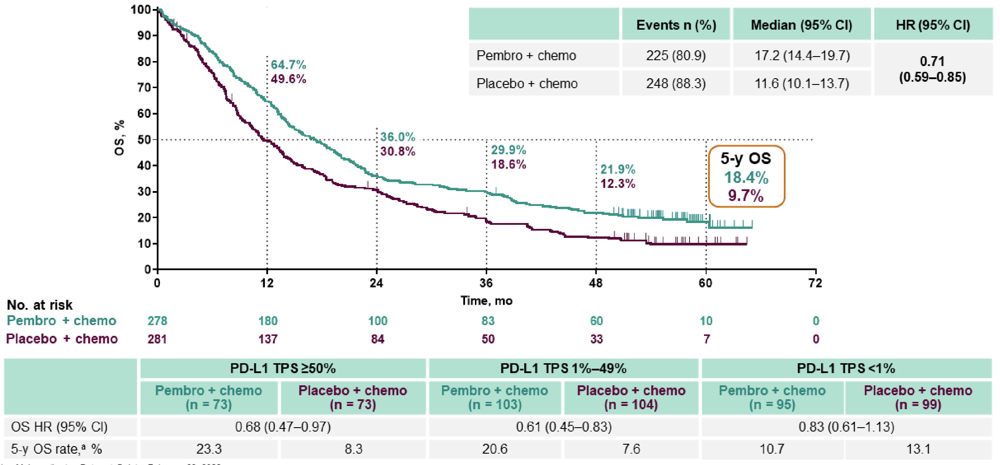 Events n (%) Median (95% CI) HR (95% CI)
Pembro + chemo 225 (80.9) 17.2 (14.4–19.7) 0.71 (0.59–0.85)
Placebo + chemo 248 (88.3) 11.6 (10.1–13.7)
OS, %
100
90
80
70
60
50
40
30
20
10
0
64.7%
49.6%
36.0%
30.8%
29.9%
18.6%
21.9%
12.3%
5-y OS
18.4%
9.7%
0 12 24 36 48 60 72
Time, mo
No. at risk
Pembro + chemo 278 180 100 83 60 10 0
Placebo + chemo 281 137 84 50 33 7 0
PD-L1 TPS ≥50% PD-L1 TPS 1%–49% PD-L1 TPS <1%
Pembro + chemo Placebo + chemo Pembro + chemo Placebo + chemo Pembro + chemo Placebo + chemo
(n = 73) (n = 73) (n = 103) (n = 104) (n = 95) (n = 99)
OS HR (95% CI) 0.68 (0.47–0.97) 0.61 (0.45–0.83) 0.83 (0.61–1.13)
5-y OS rate,ᵃ % 23.3 8.3 20.6 7.6 10.7 13.1